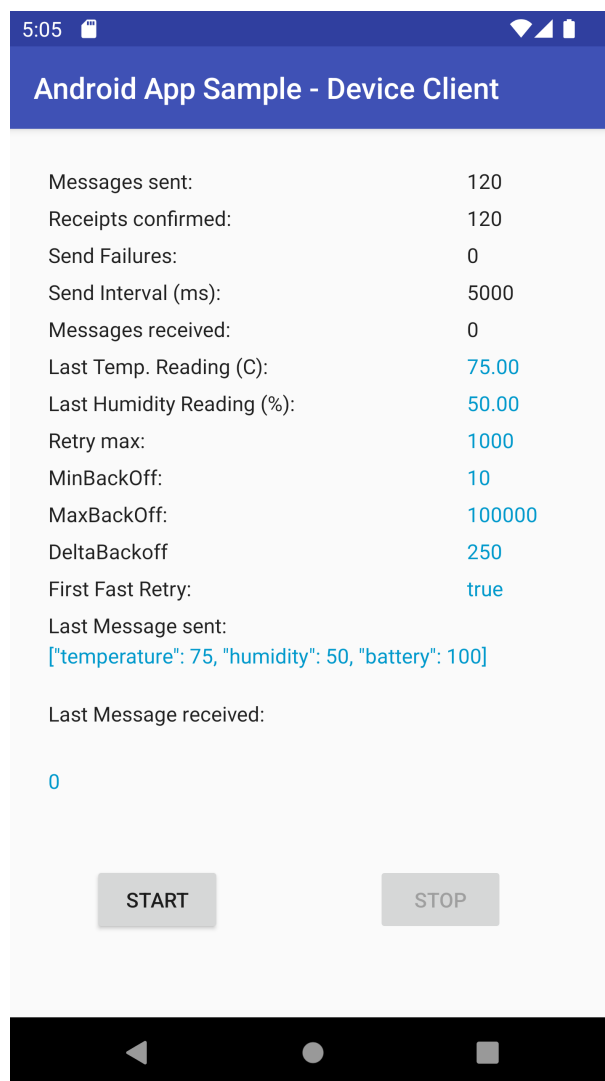 5:05
Android App Sample - Device Client
Messages sent: 120
Receipts confirmed: 120
Send Failures: 0
Send Interval (ms): 5000
Messages received: 0
Last Temp. Reading (C): 75.00
Last Humidity Reading (%): 50.00
Retry max: 1000
MinBackOff: 10
MaxBackOff: 100000
DeltaBackoff 250
First Fast Retry: true
Last Message sent:
["temperature": 75, "humidity": 50, "battery": 100]
Last Message received:
0
START STOP